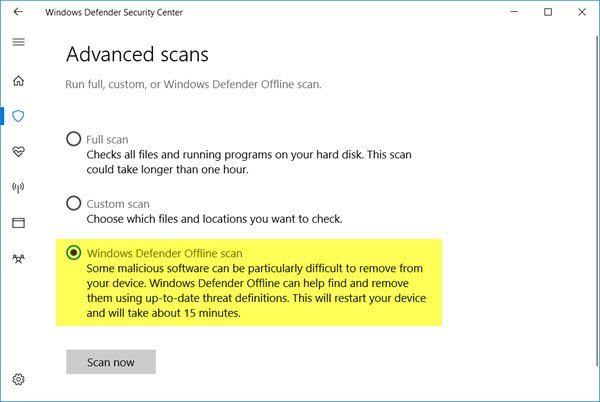 Windows Defender Security Center
Advanced scans
Run full, custom, or Windows Defender Offline scan.
Full scan
Checks all files and running programs on your hard disk. This scan
could take longer than one hour.
Custom scan
Choose which files and locations you want to check.
Windows Defender Offline scan
Some malicious software can be particularly difficult to remove from
your device. Windows Defender Offline can help find and remove
them using up-to-date threat definitions. This will restart your device
and will take about 15 minutes.
Scan now